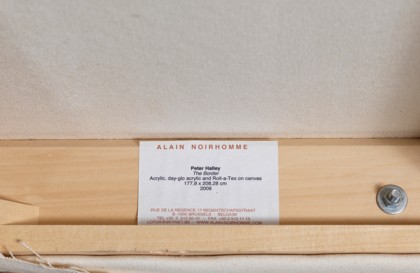 ALAIN NOIRHOMME
Peter Halley
The Border
Acrylic, day-glo acrylic and Roll-a-Tex on canvas
177,8 x 208,28 cm
2009
RUE DE LA REGENCE 17 REGENTSCHAPSSTRAAT
B-1000 BRUSSELS - BELGIUM